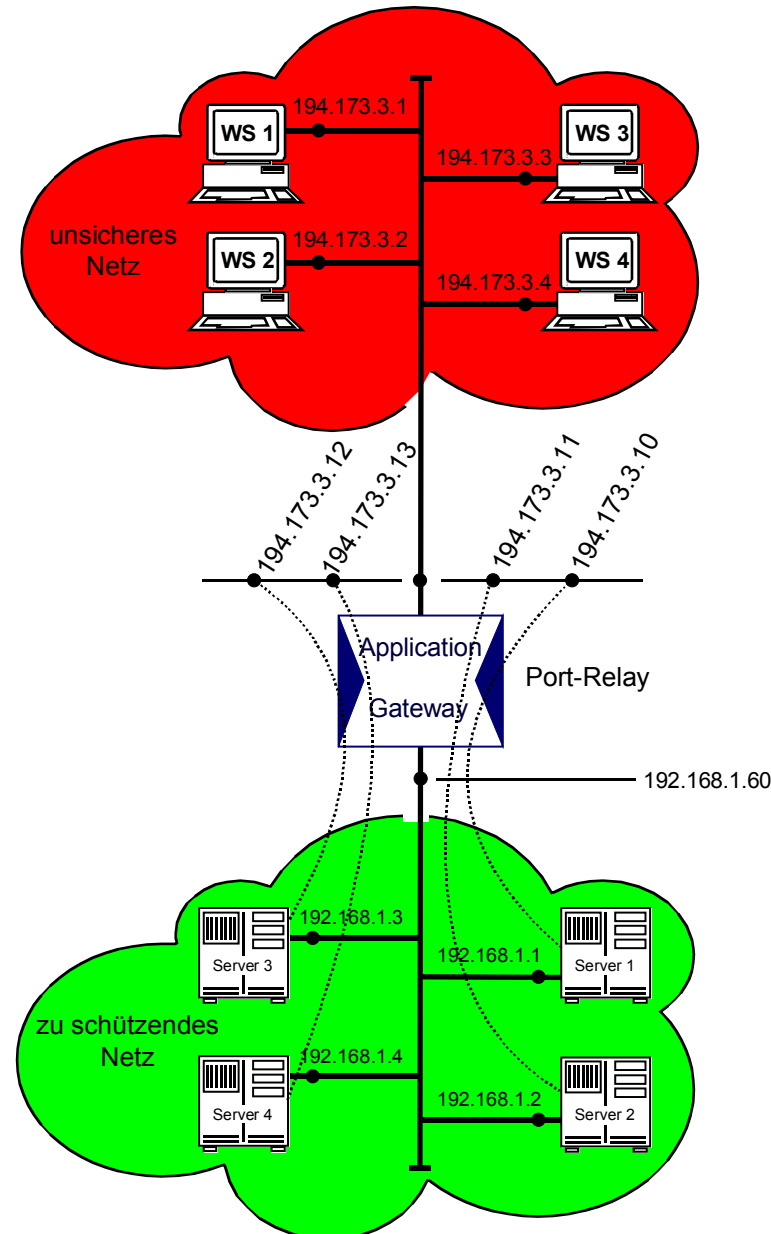 194.173.3.1
WS 1
WS 3
194.173.3.3
unsicheres
Netz
194.173.3.2
WS 2
WS 4
194.173.3.4
194.173.3.12
194.173.3.13
194.173.3.11
194.173.3.10
Application
Gateway
Port-Relay
192.168.1.60
192.168.1.3
Server 3
192.168.1.1
Server 1
zu schützendes
Netz
192.168.1.4
Server 4
192.168.1.2
Server 2